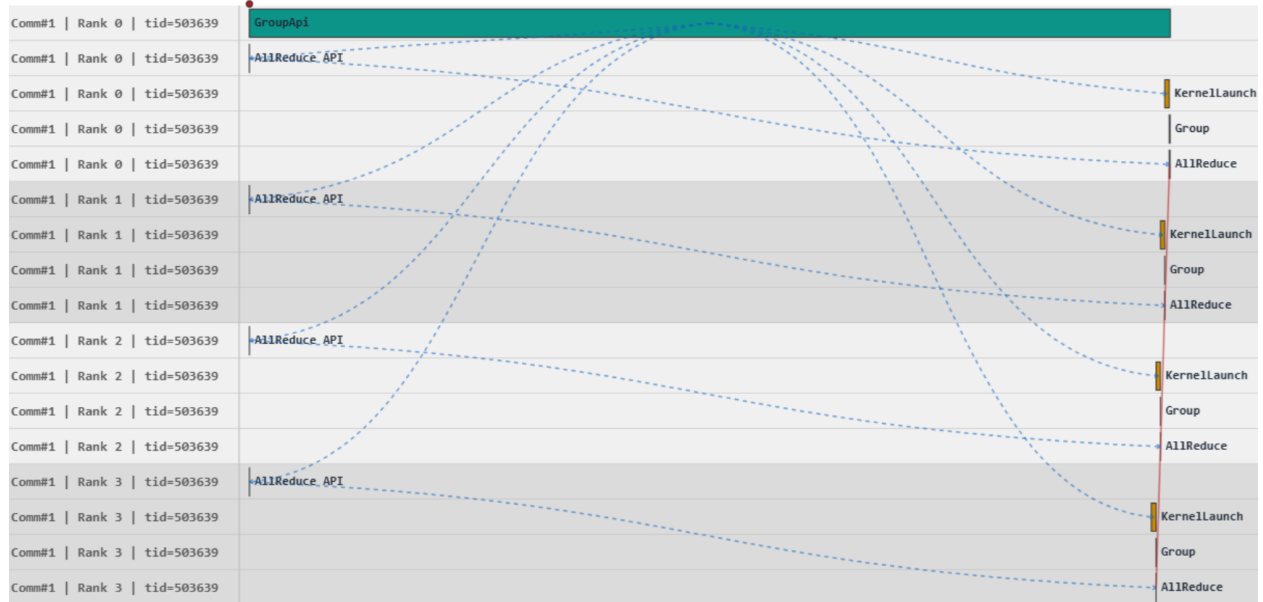 Comm#1 | Rank 0 | tid=503639 GroupApi
Comm#1 | Rank 0 | tid=503639 AllReduce API
Comm#1 | Rank 0 | tid=503639 KernelLaunch
Comm#1 | Rank 0 | tid=503639 Group
Comm#1 | Rank 0 | tid=503639 AllReduce
Comm#1 | Rank 1 | tid=503639 AllReduce API
Comm#1 | Rank 1 | tid=503639 KernelLaunch
Comm#1 | Rank 1 | tid=503639 Group
Comm#1 | Rank 1 | tid=503639 AllReduce
Comm#1 | Rank 2 | tid=503639 AllReduce API
Comm#1 | Rank 2 | tid=503639 KernelLaunch
Comm#1 | Rank 2 | tid=503639 Group
Comm#1 | Rank 2 | tid=503639 AllReduce
Comm#1 | Rank 3 | tid=503639 AllReduce API
Comm#1 | Rank 3 | tid=503639 KernelLaunch
Comm#1 | Rank 3 | tid=503639 Group
Comm#1 | Rank 3 | tid=503639 AllReduce